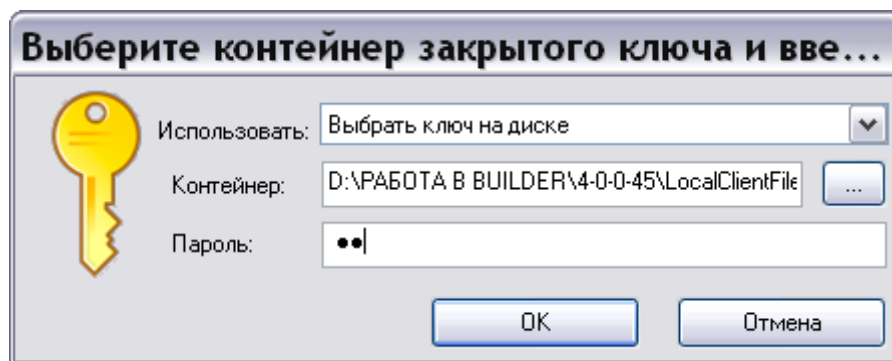 Выберите контейнер закрытого ключа и вве...
Использовать: Выбрать ключ на диске
Контейнер: D:\РАБОТА В BUILDER\4-0-0-45\LocalClientFile ...
Пароль: ●●
OK Отмена